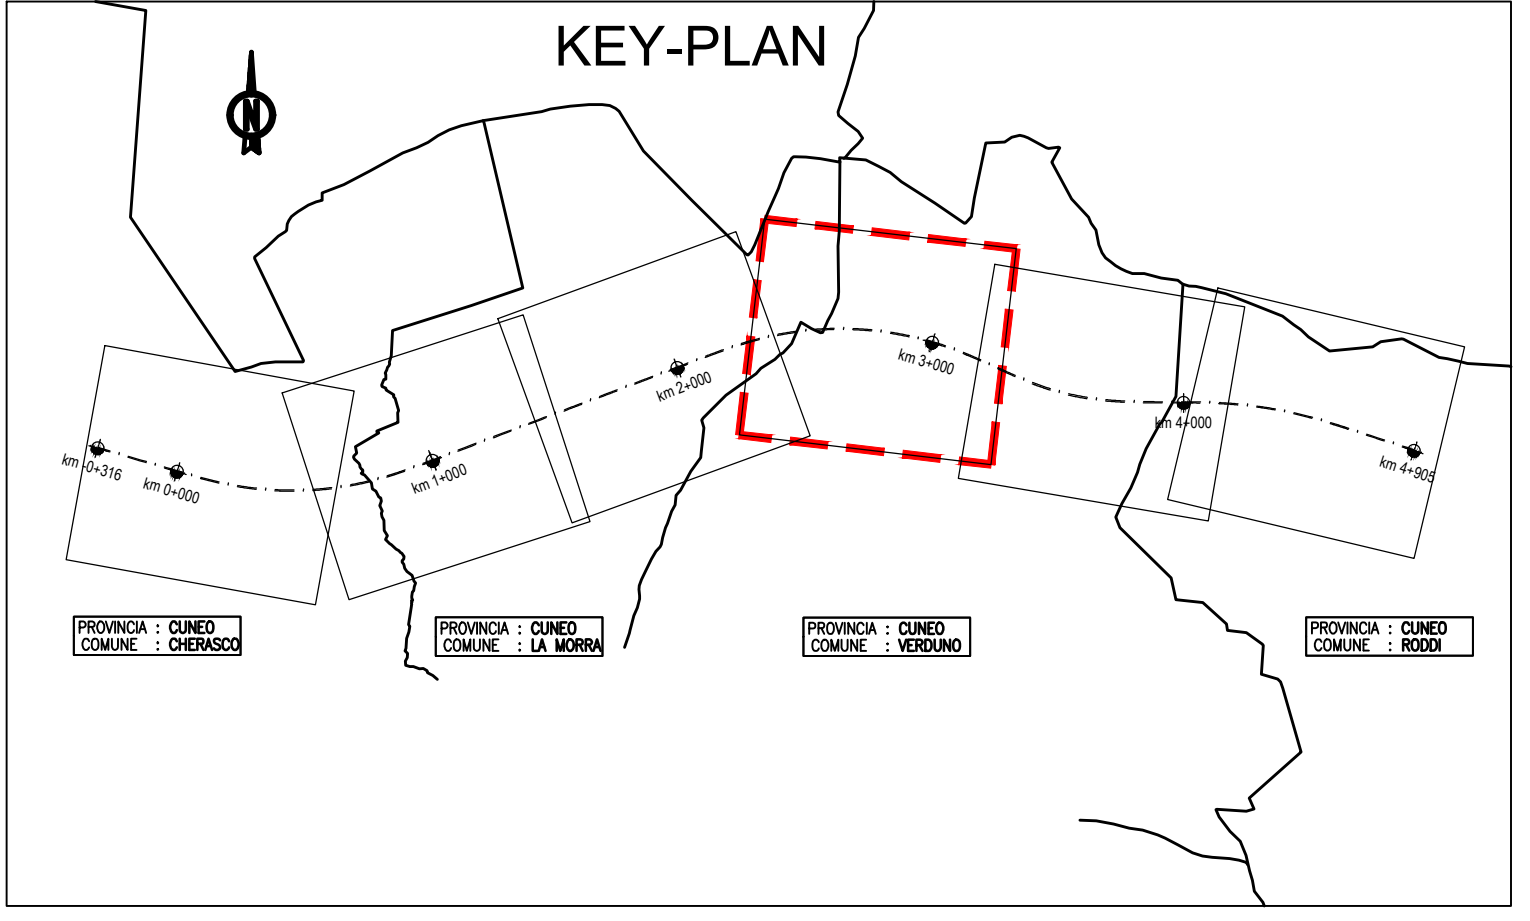 KEY-PLAN
N
km -0+316
km 0+000
km 1+000
km 2+000
km 3+000
km 4+000
km 4+905
PROVINCIA : CUNEO
COMUNE : CHERASCO
PROVINCIA : CUNEO
COMUNE : LA MORRA
PROVINCIA : CUNEO
COMUNE : VERDUNO
PROVINCIA : CUNEO
COMUNE : RODDI